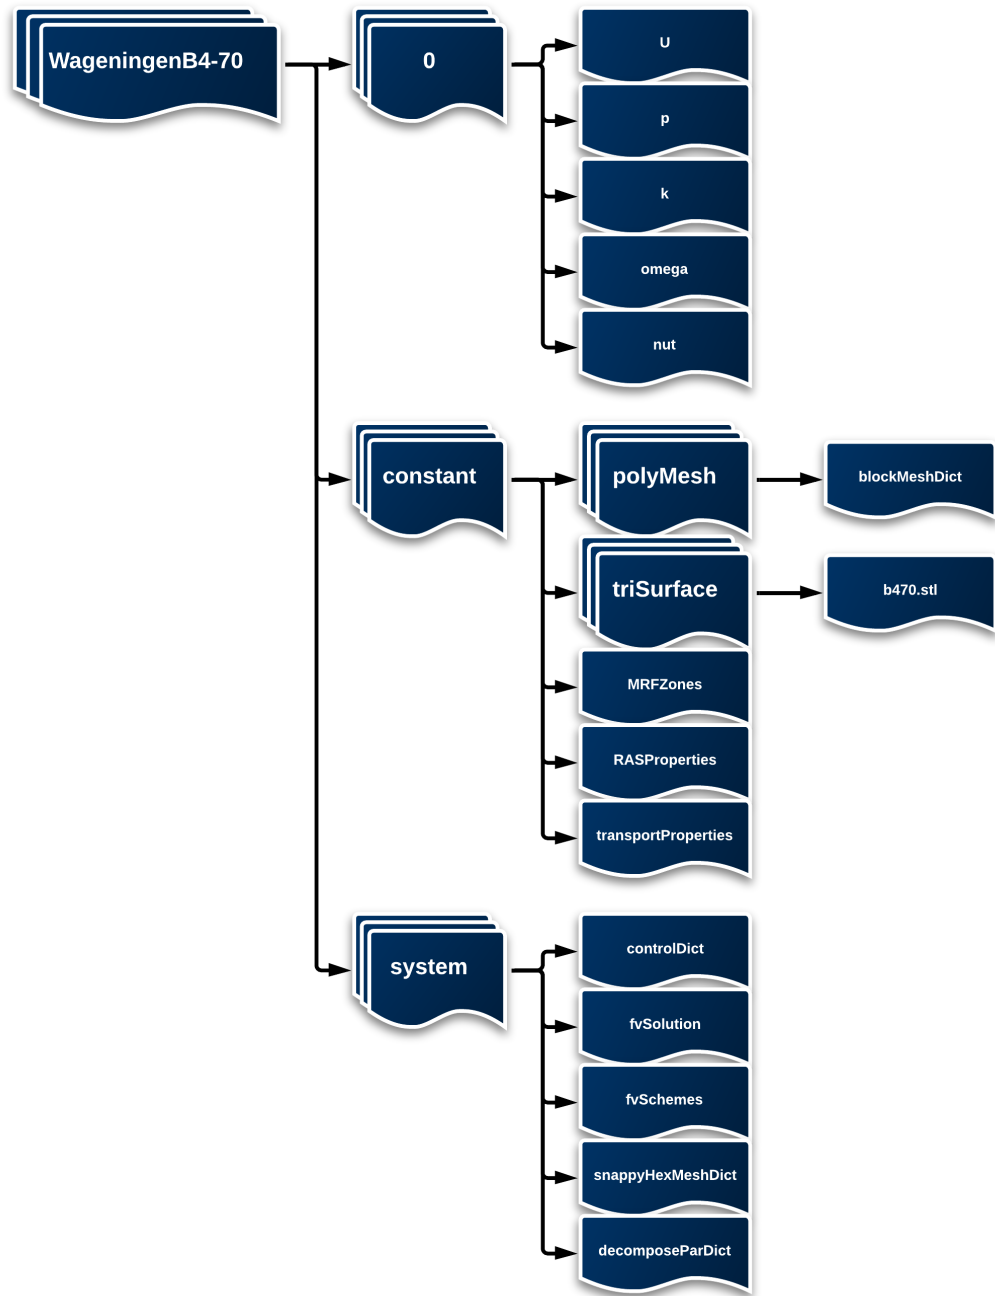 WageningenB4-70
0
U
p
k
omega
nut
constant
polyMesh
blockMeshDict
triSurface
b470.stl
MRFZones
RASProperties
transportProperties
system
controlDict
fvSolution
fvSchemes
snappyHexMeshDict
decomposeParDict